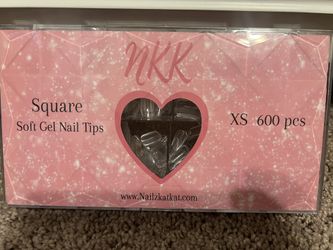 NKK
Square
Soft Gel Nail Tips
XS 600 pcs
www.Nailzkatkat.com